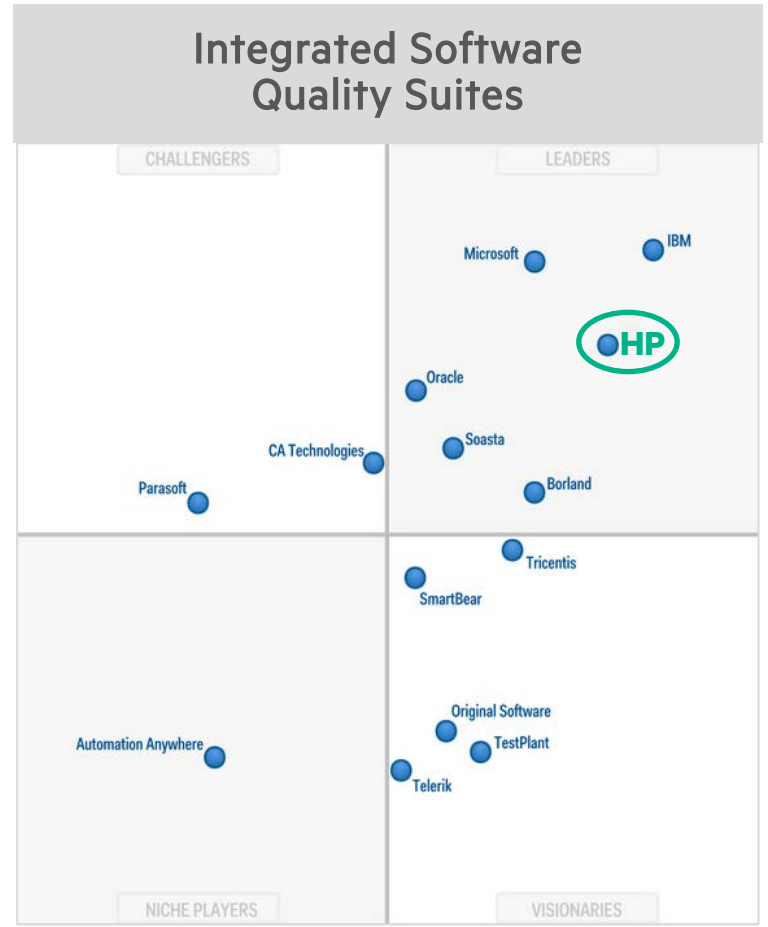 Integrated Software
Quality Suites
CHALLENGERS
LEADERS
Microsoft
IBM
HP
Oracle
CA Technologies
Soasta
Parasoft
Borland
Tricentis
SmartBear
Original Software
Automation Anywhere
TestPlant
Telerik
NICHE PLAYERS
VISIONARIES